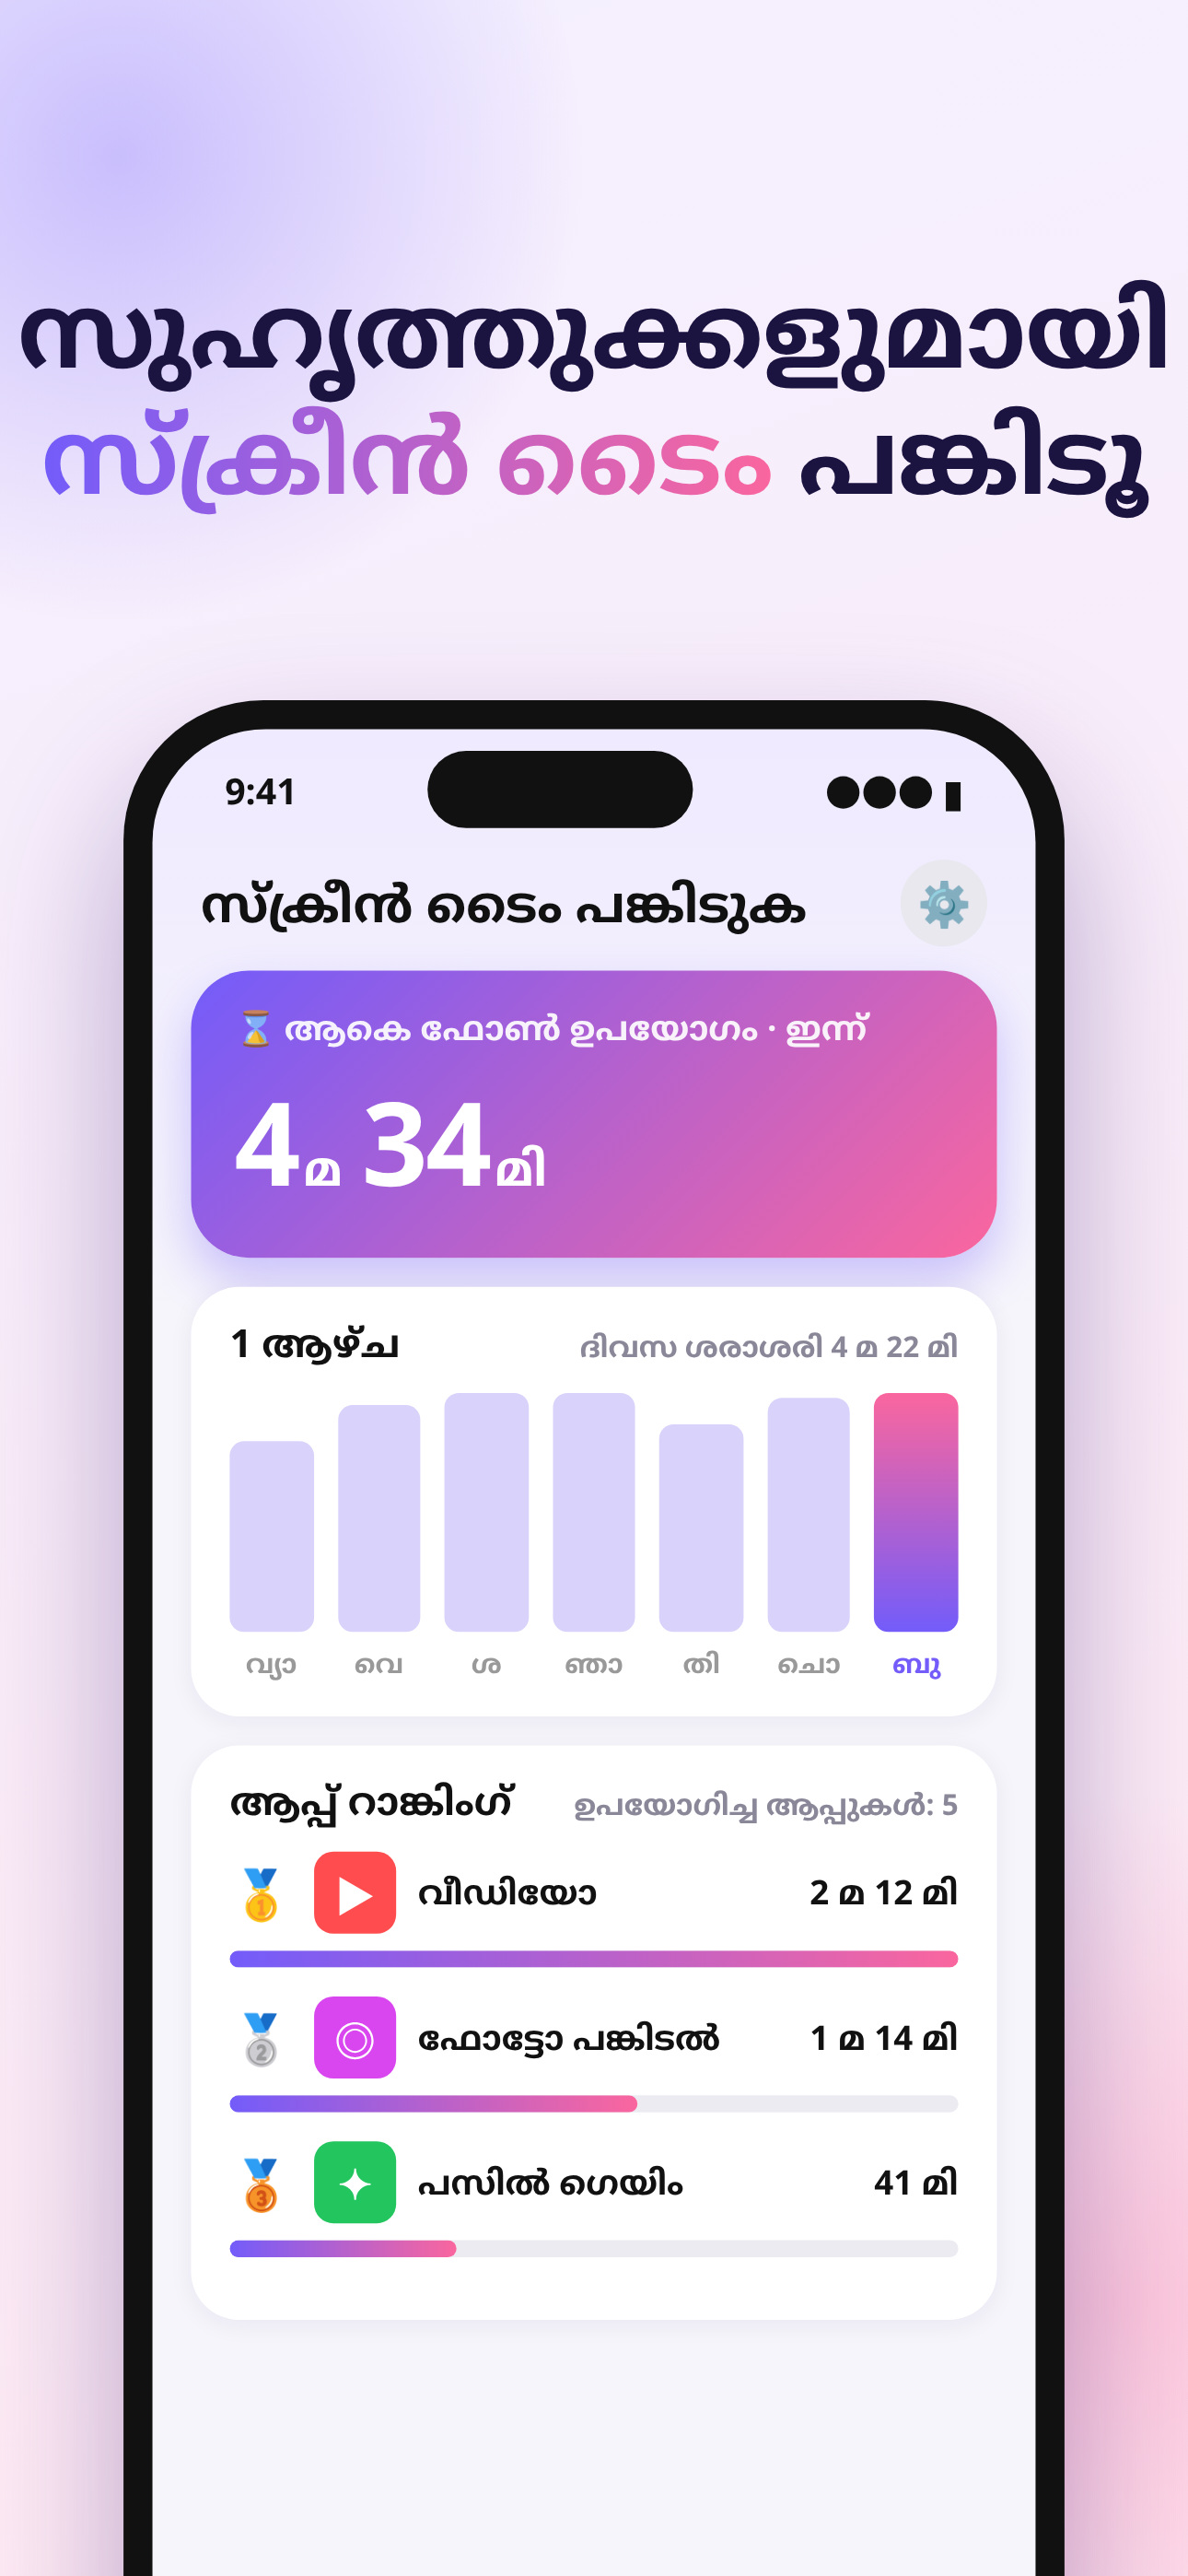 സുഹൃത്തുക്കളുമായി
സ്ക്രീൻ ടൈം പങ്കിടൂ
9:41
സ്ക്രീൻ ടൈം പങ്കിടുക
⌛ ആകെ ഫോൺ ഉപയോഗം · ഇന്ന്
4മ 34മി
1 ആഴ്ച
ദിവസ ശരാശരി 4 മ 22 മി
വ്യാ വെ ശ ഞാ തി ചൊ ബു
ആപ്പ് റാങ്കിംഗ്
ഉപയോഗിച്ച ആപ്പുകൾ: 5
🥇 വീഡിയോ 2 മ 12 മി
🥈 ഫോട്ടോ പങ്കിടൽ 1 മ 14 മി
🥉 പസിൽ ഗെയിം 41 മി